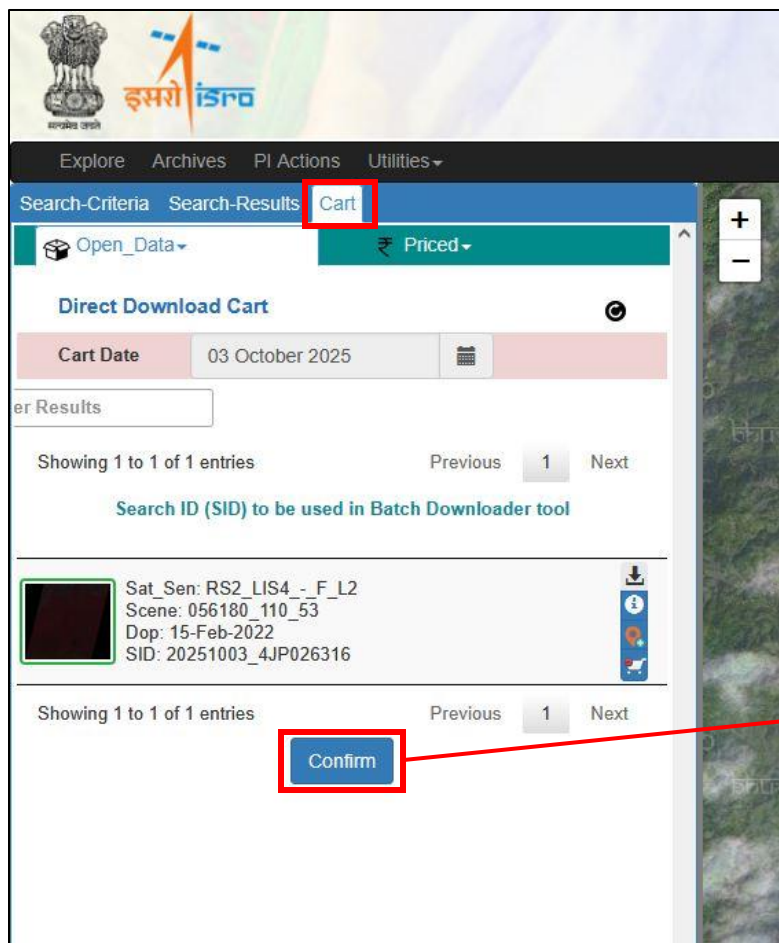 सत्यमेव जयते
इसरो isro
Explore Archives PI Actions Utilities
Search-Criteria Search-Results Cart
Open_Data ₹ Priced
Direct Download Cart
Cart Date 03 October 2025
er Results
Showing 1 to 1 of 1 entries Previous 1 Next
Search ID (SID) to be used in Batch Downloader tool
Sat_Sen: RS2_LIS4_-_F_L2
Scene: 056180_110_53
Dop: 15-Feb-2022
SID: 20251003_4JP026316
Showing 1 to 1 of 1 entries Previous 1 Next
Confirm
+
−